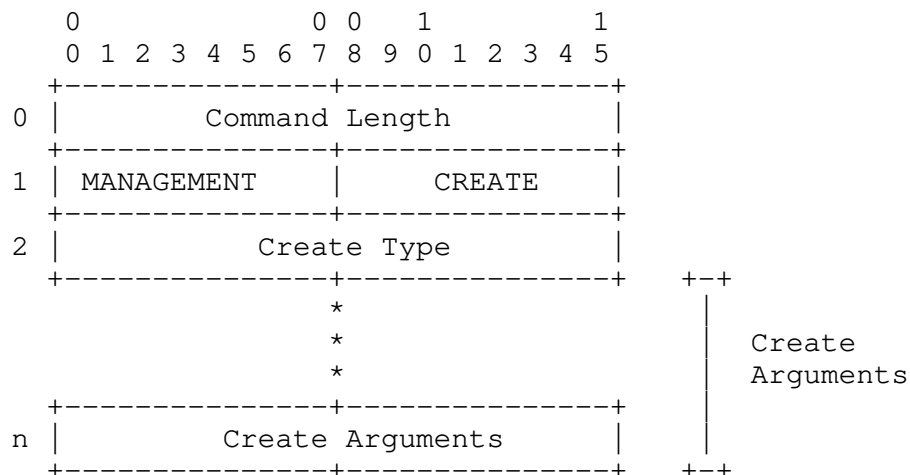 0 0 0 1 1
0 1 2 3 4 5 6 7 8 9 0 1 2 3 4 5
+---------------+---------------+
0 | Command Length |
+---------------+---------------+
1 | MANAGEMENT | CREATE |
+---------------+---------------+
2 | Create Type |
+---------------+---------------+ +-+
* |
* | Create
* | Arguments
+---------------+---------------+ |
n | Create Arguments | |
+---------------+---------------+ +-+